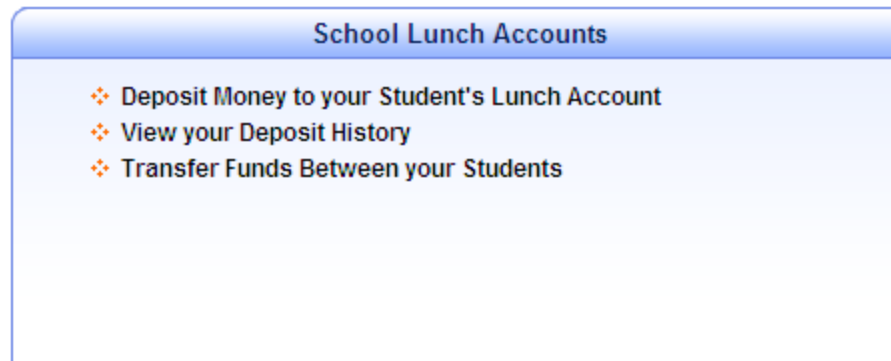 School Lunch Accounts
Deposit Money to your Student's Lunch Account
View your Deposit History
Transfer Funds Between your Students